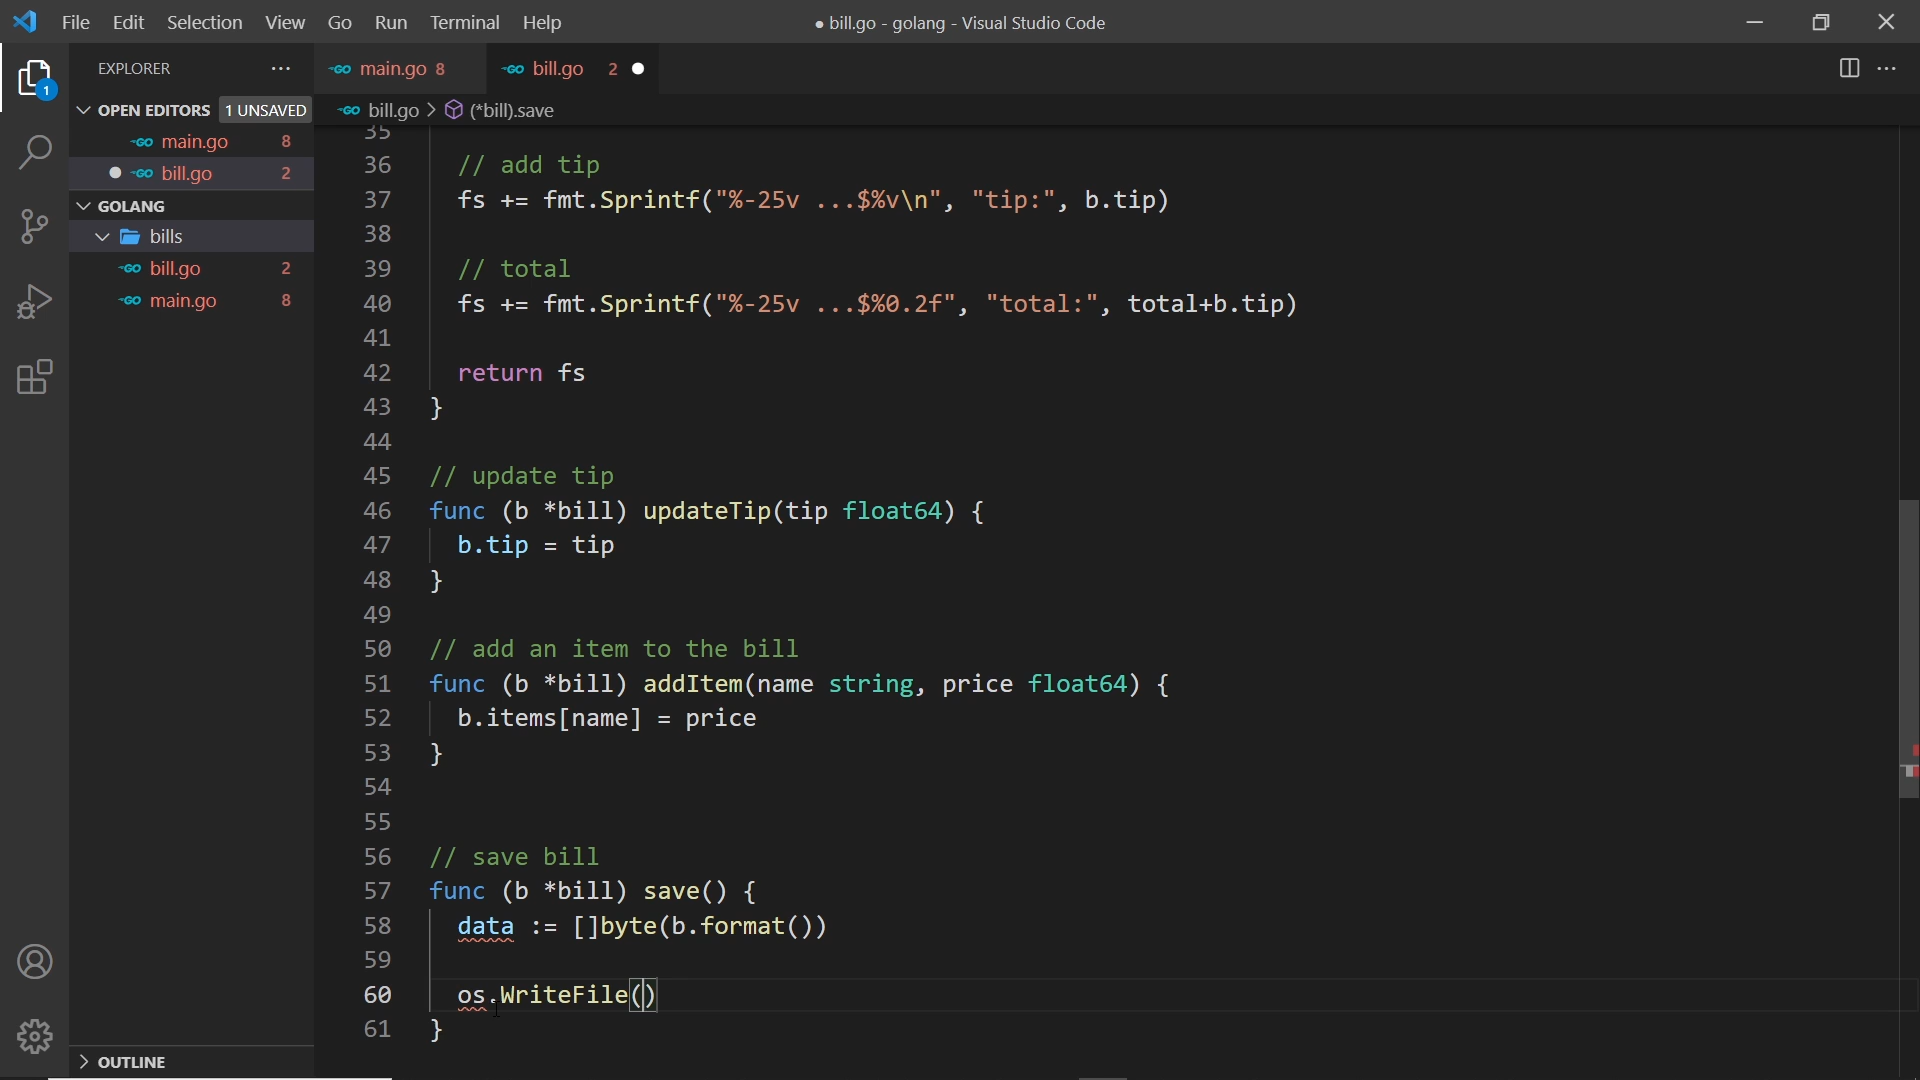 File Edit Selection View Go Run Terminal Help
● bill.go - golang - Visual Studio Code
EXPLORER ···
main.go 8
bill.go 2 ●
OPEN EDITORS 1 UNSAVED
bill.go > (*bill).save
main.go 8
bill.go 2
GOLANG
bills
bill.go 2
main.go 8
OUTLINE
1
35
36 // add tip
37 fs += fmt.Sprintf("%-25v ...$%v\n", "tip:", b.tip)
38
39 // total
40 fs += fmt.Sprintf("%-25v ...$%0.2f", "total:", total+b.tip)
41
42 return fs
43 }
44
45 // update tip
46 func (b *bill) updateTip(tip float64) {
47 b.tip = tip
48 }
49
50 // add an item to the bill
51 func (b *bill) addItem(name string, price float64) {
52 b.items[name] = price
53 }
54
55
56 // save bill
57 func (b *bill) save() {
58 data := []byte(b.format())
59
60 os.WriteFile()
61 }